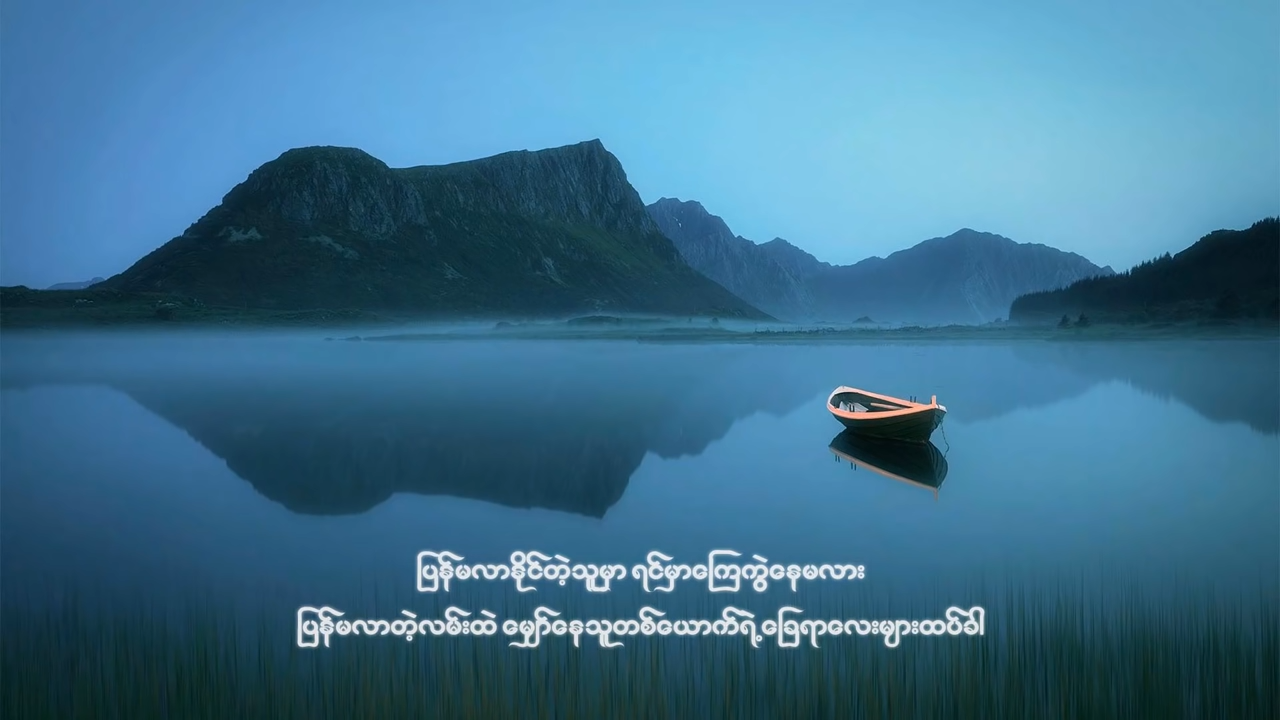 ပြန်မလာနိုင်တဲ့သူမှာ ရင်မှာကြေကွဲနေမလား
ပြန်မလာတဲ့လမ်းထဲ မျှော်နေသူတစ်ယောက်ရဲ့ခြေရာလေးများထပ်ခါ